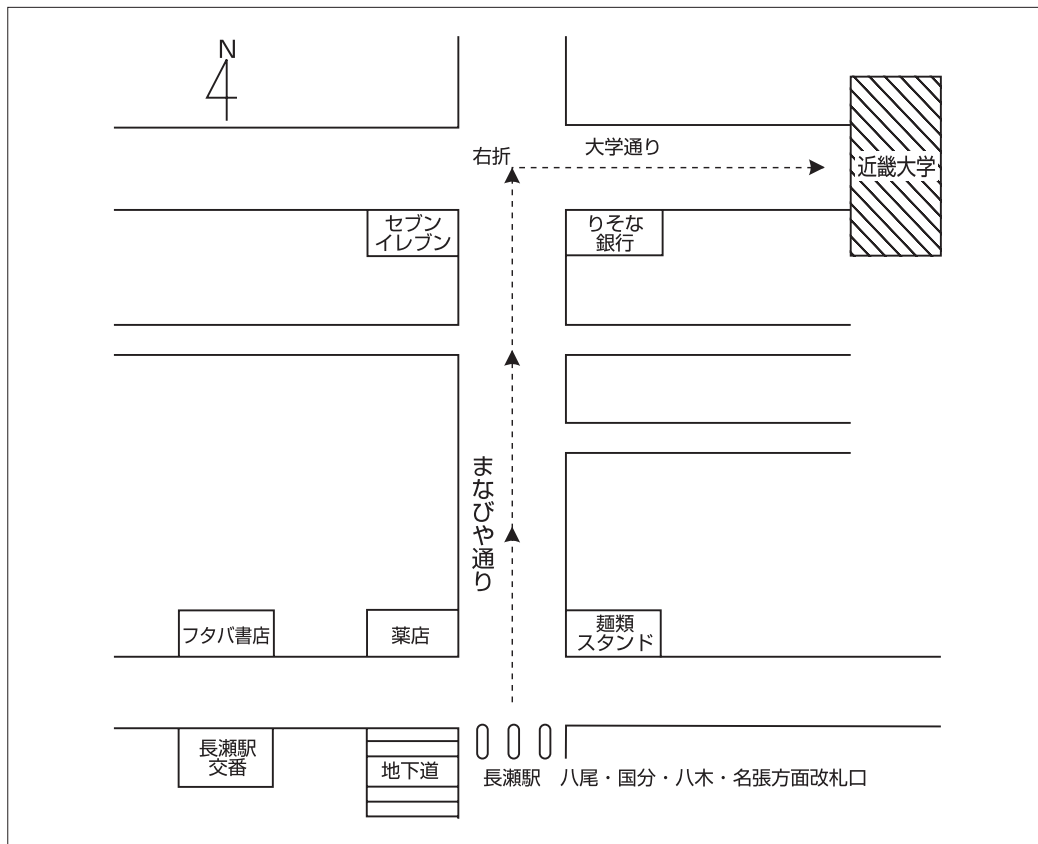 N
右折
大学通り
近畿大学
セブン
イレブン
りそな
銀行
まなびや通り
フタバ書店
薬店
麺類
スタンド
長瀬駅
交番
地下道
長瀬駅 八尾・国分・八木・名張方面改札口